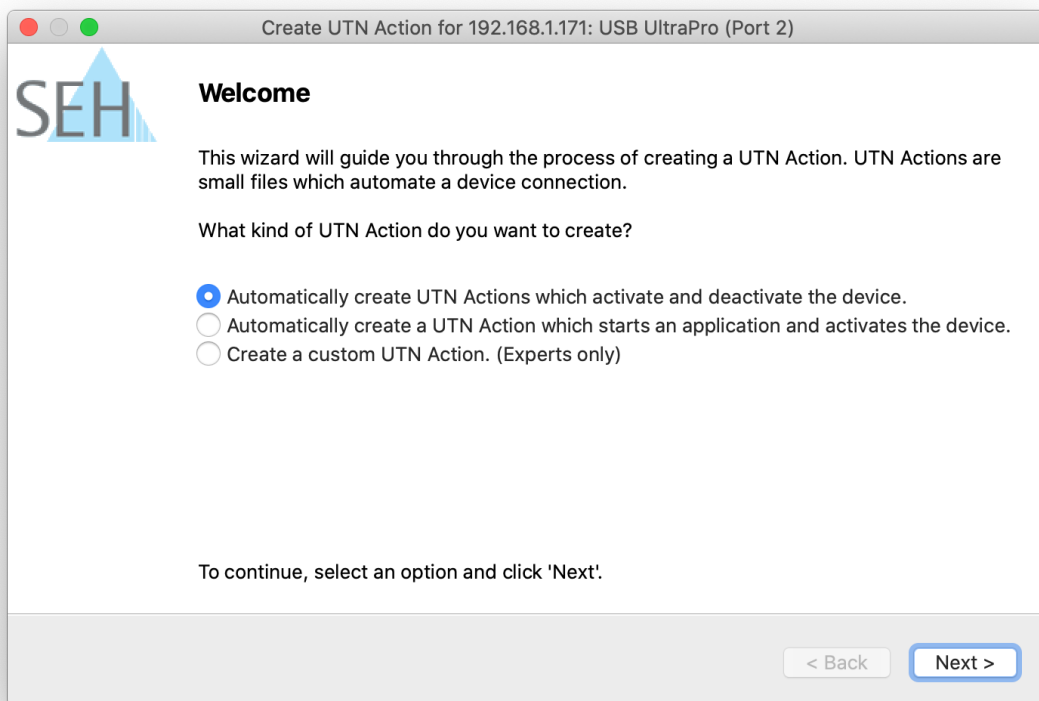 Create UTN Action for 192.168.1.171: USB UltraPro (Port 2)
SEH
Welcome
This wizard will guide you through the process of creating a UTN Action. UTN Actions are
small files which automate a device connection.
What kind of UTN Action do you want to create?
Automatically create UTN Actions which activate and deactivate the device.
Automatically create a UTN Action which starts an application and activates the device.
Create a custom UTN Action. (Experts only)
To continue, select an option and click 'Next'.
< Back
Next >